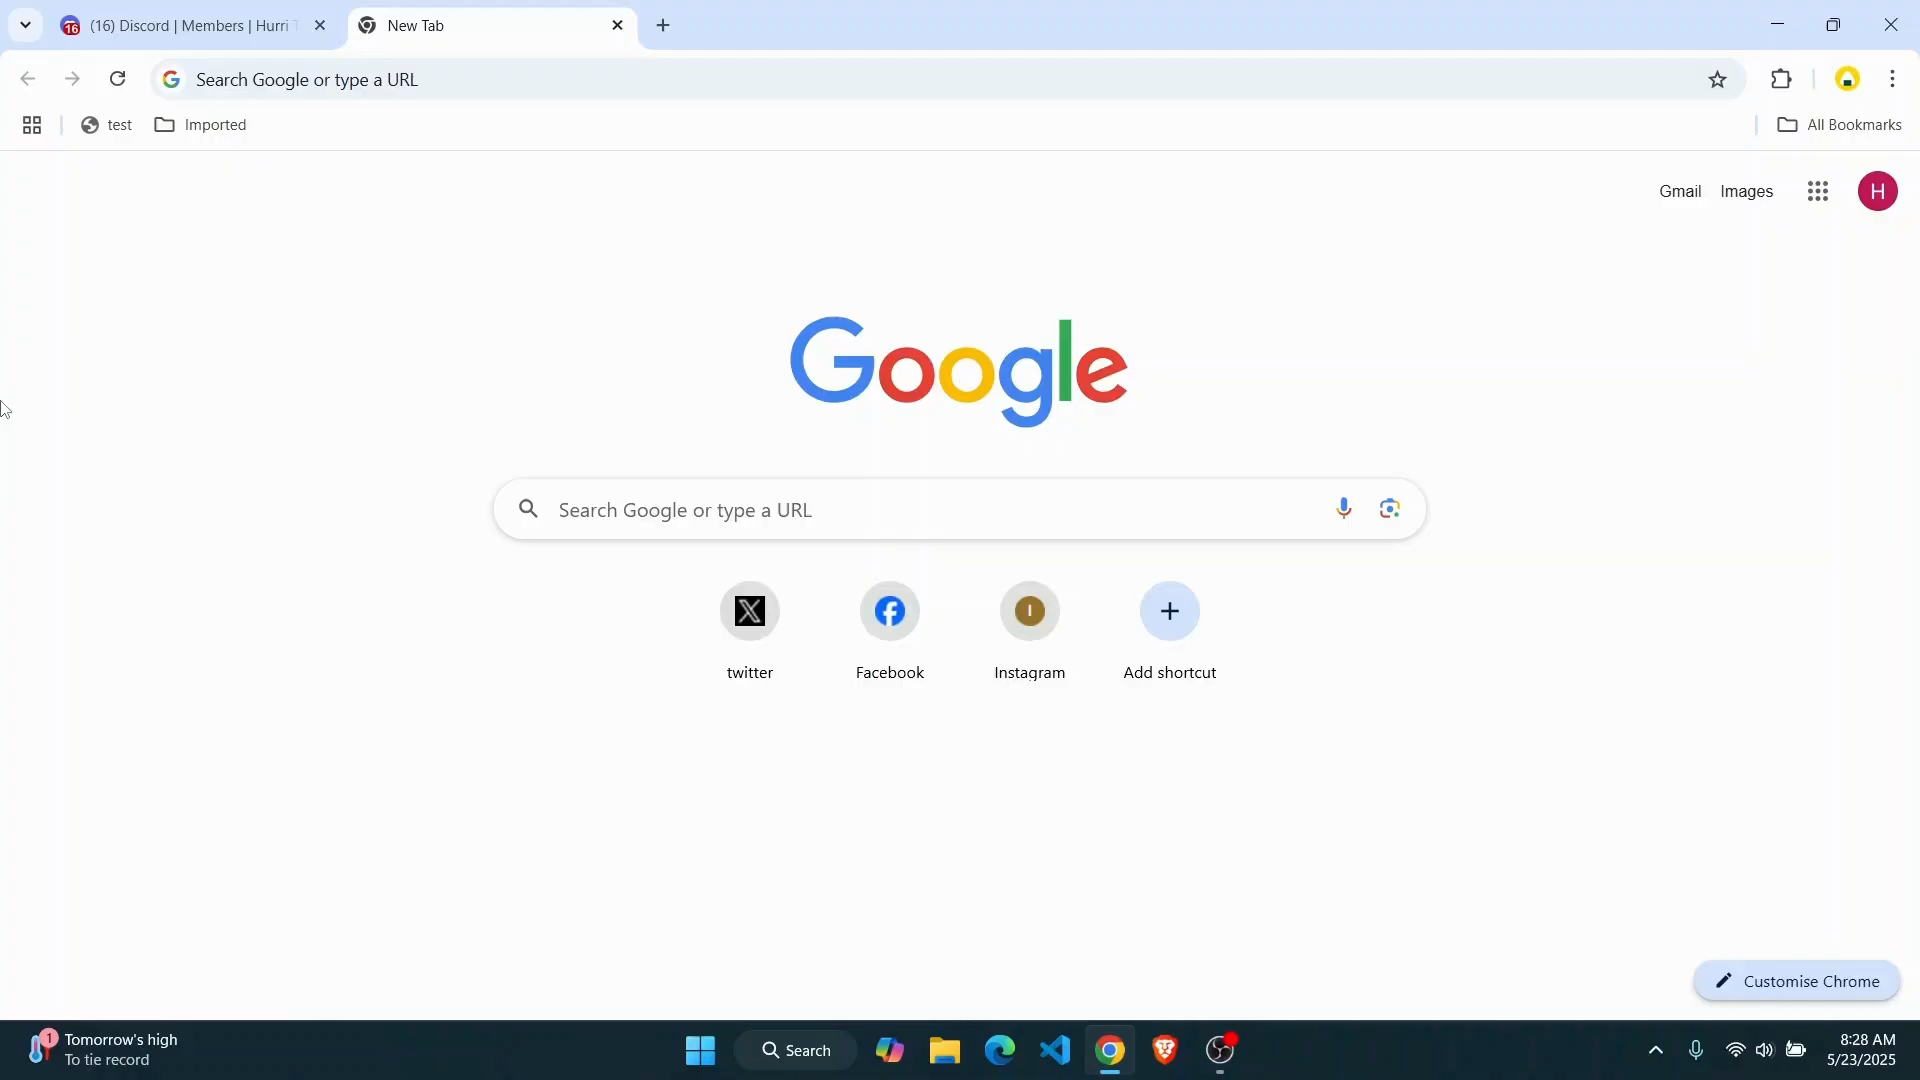 16 (16) Discord | Members | Hurri
New Tab
Search Google or type a URL
test
Imported
All Bookmarks
Gmail
Images
H
Google
Search Google or type a URL
I
twitter
Facebook
Instagram
Add shortcut
Customise Chrome
1
Tomorrow's high
To tie record
Search
8:28 AM
5/23/2025